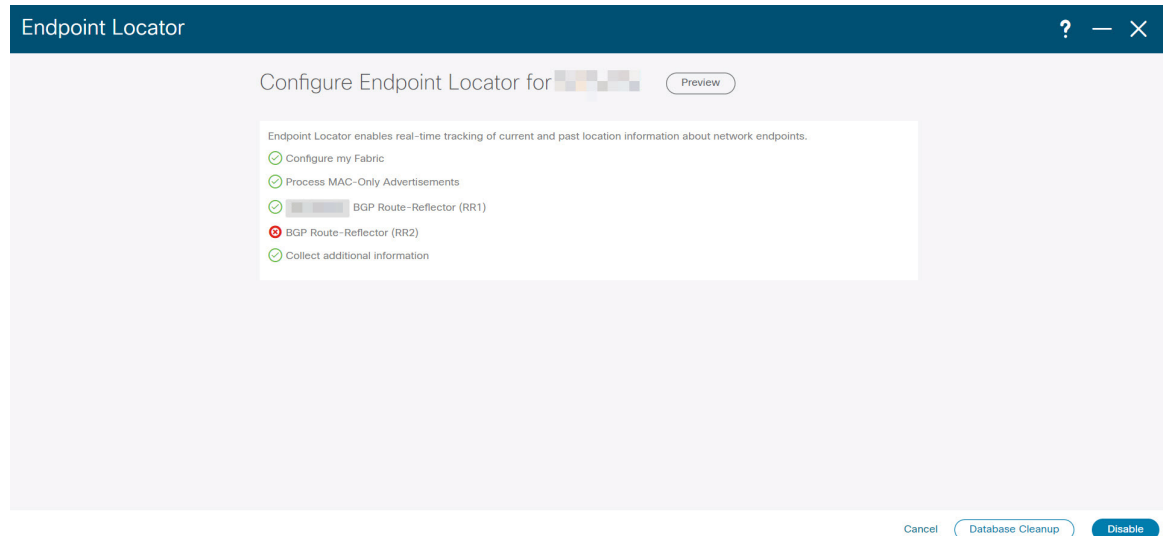 Endpoint Locator
?
Configure Endpoint Locator for
Preview
Endpoint Locator enables real-time tracking of current and past location information about network endpoints.
Configure my Fabric
Process MAC-Only Advertisements
BGP Route-Reflector (RR1)
BGP Route-Reflector (RR2)
Collect additional information
Cancel Database Cleanup Disable